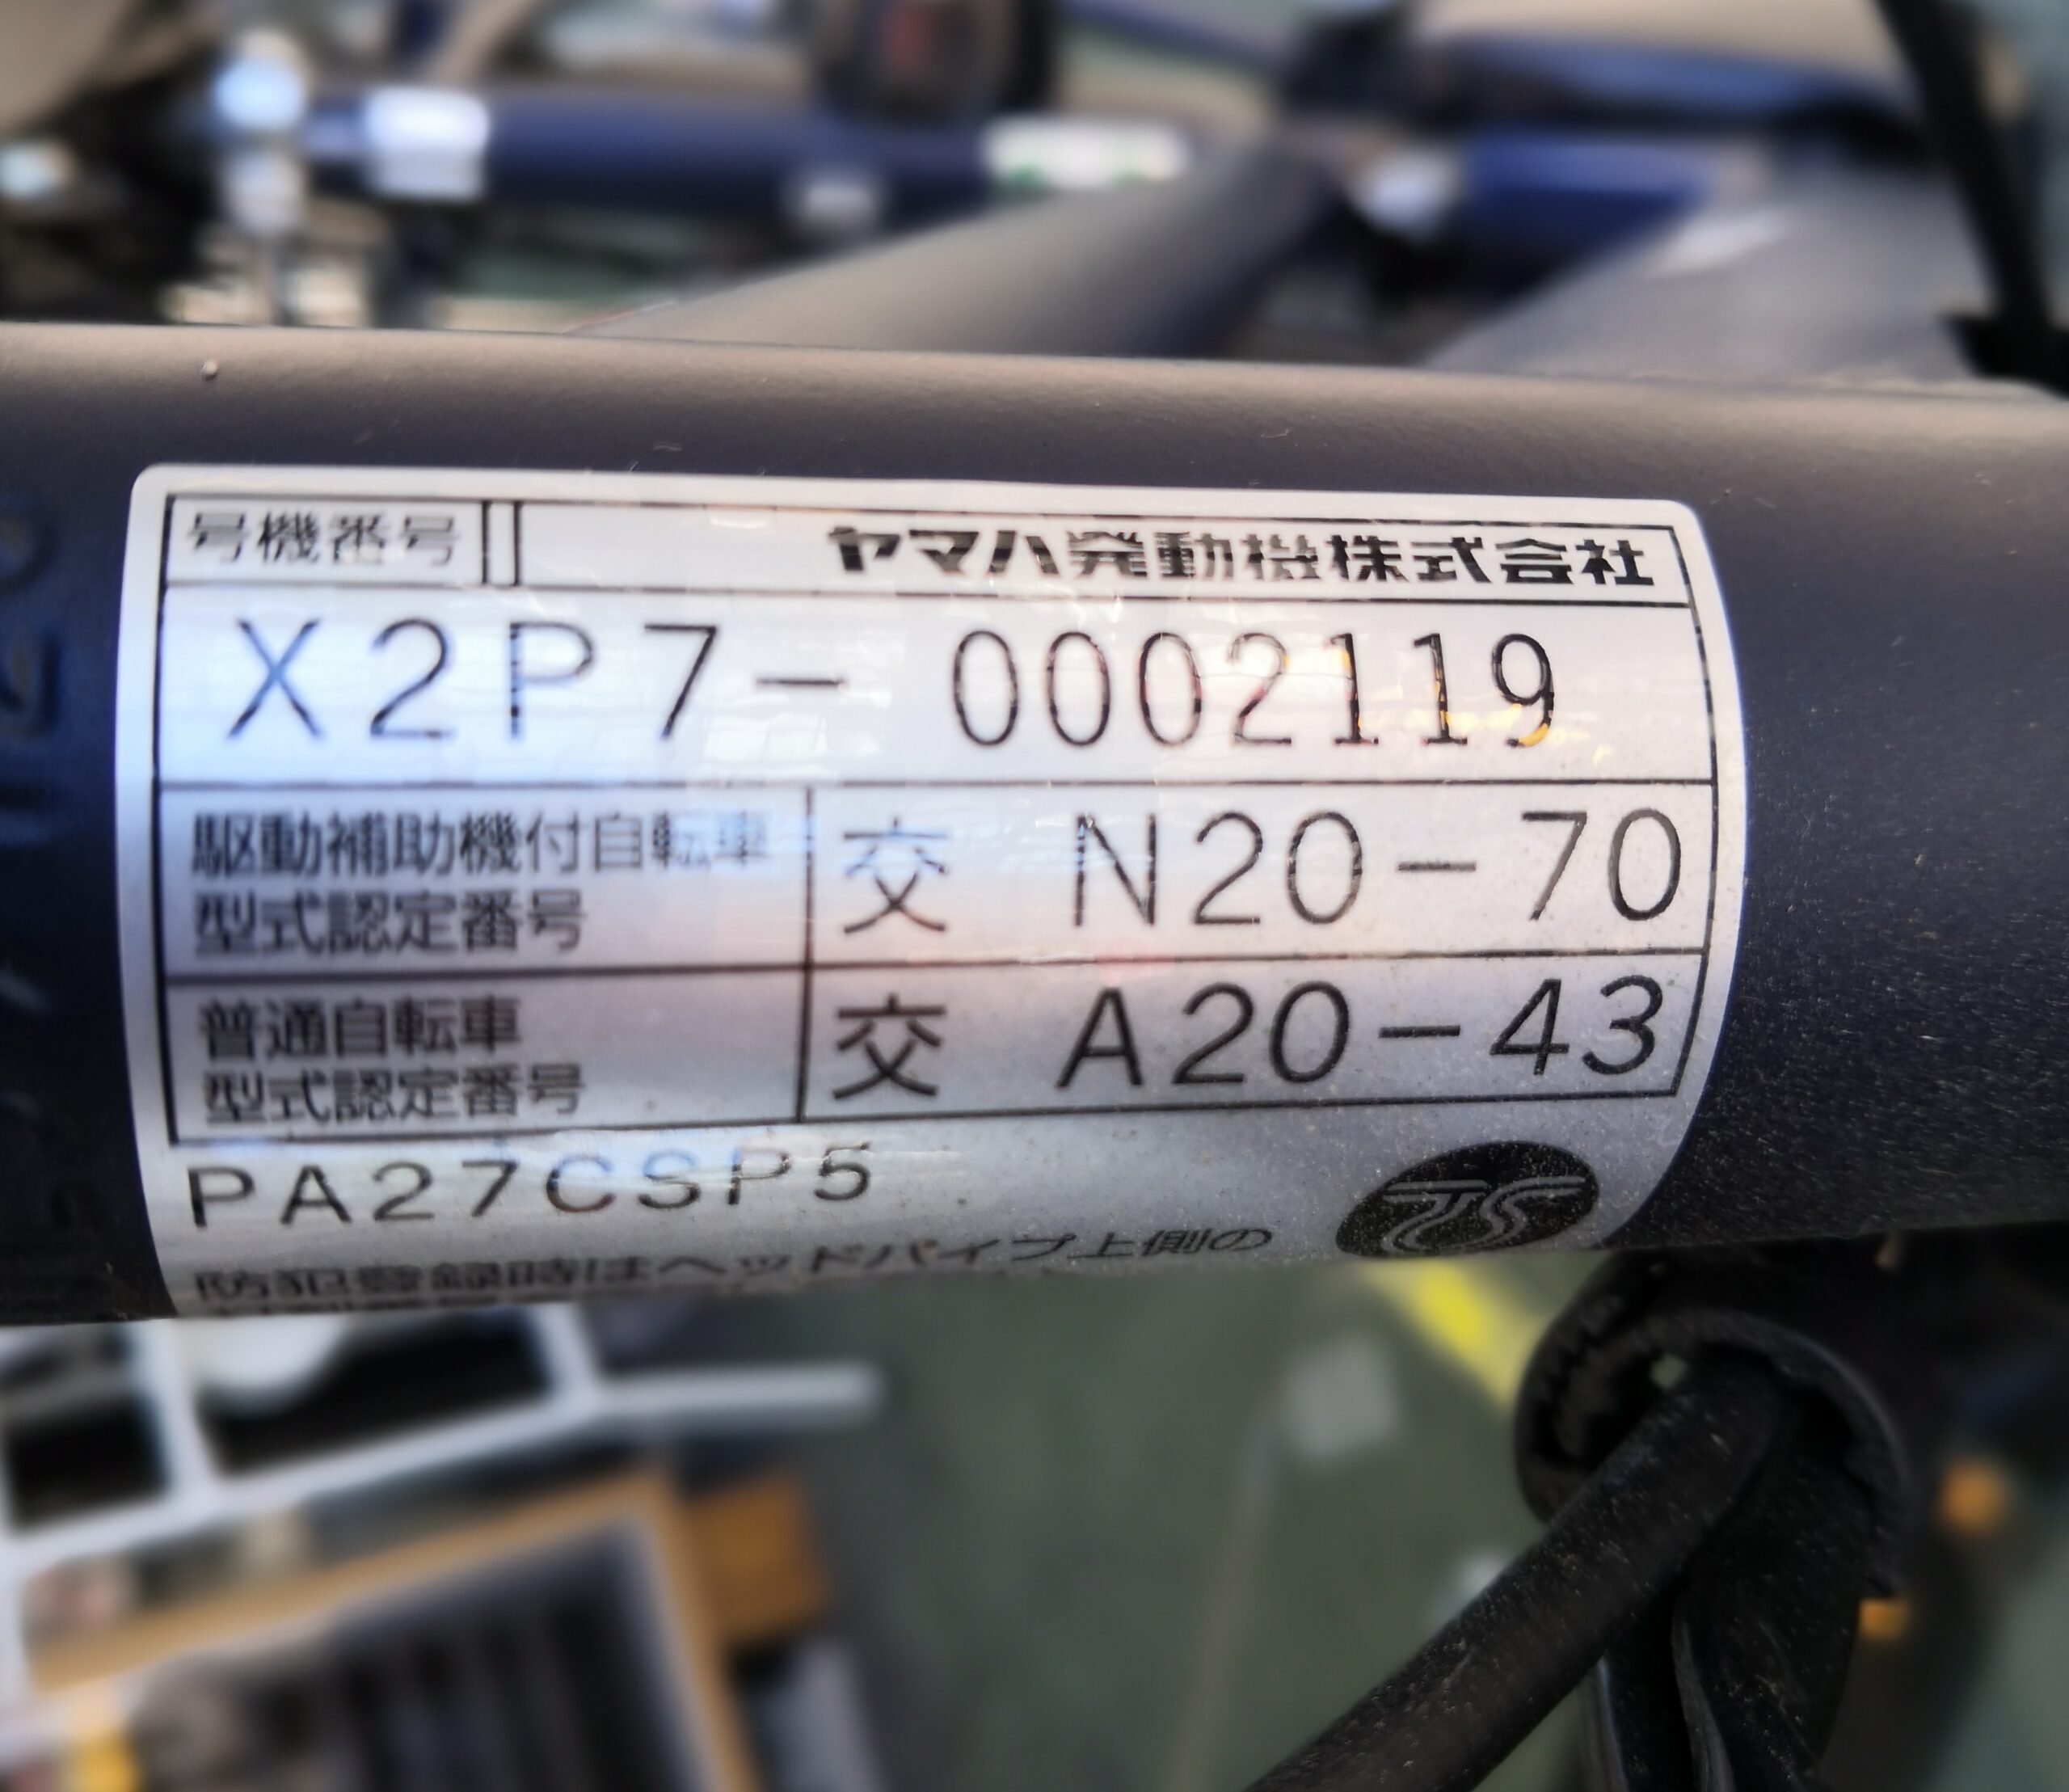 号機番号 ヤマハ発動機株式会社
X2P7-0002119
駆動補助機付自転車
型式認定番号
交 N20-70
普通自転車
型式認定番号
交 A20-43
PA27CSP5
TS
防犯登録時はヘッドパイプ上側の